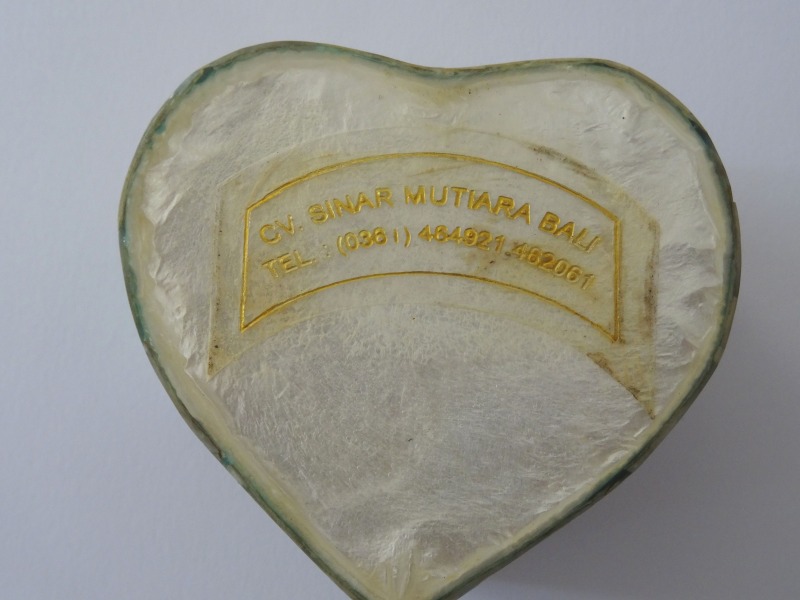 CV. SINAR MUTIARA BALI
TEL. : (0361) 464921 462061